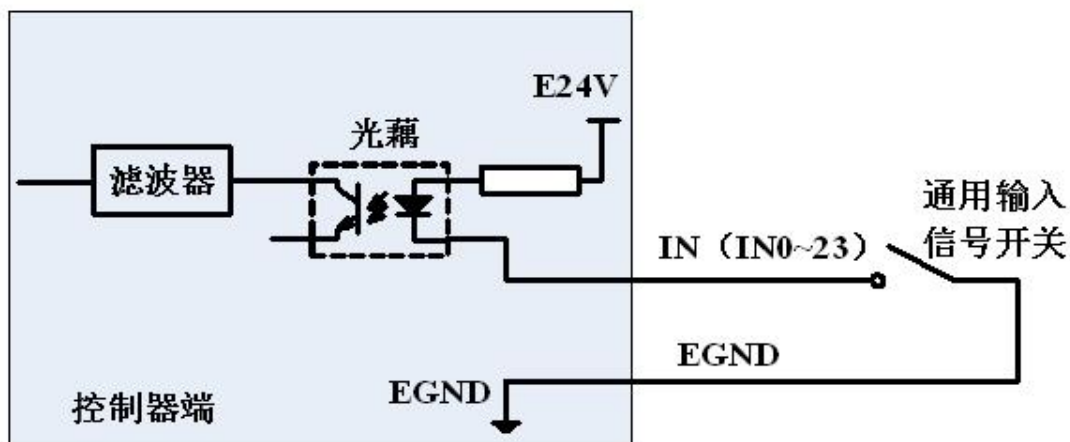 E24V
光藕
滤波器
通用输入
信号开关
IN（IN0~23）
EGND
EGND
控制器端